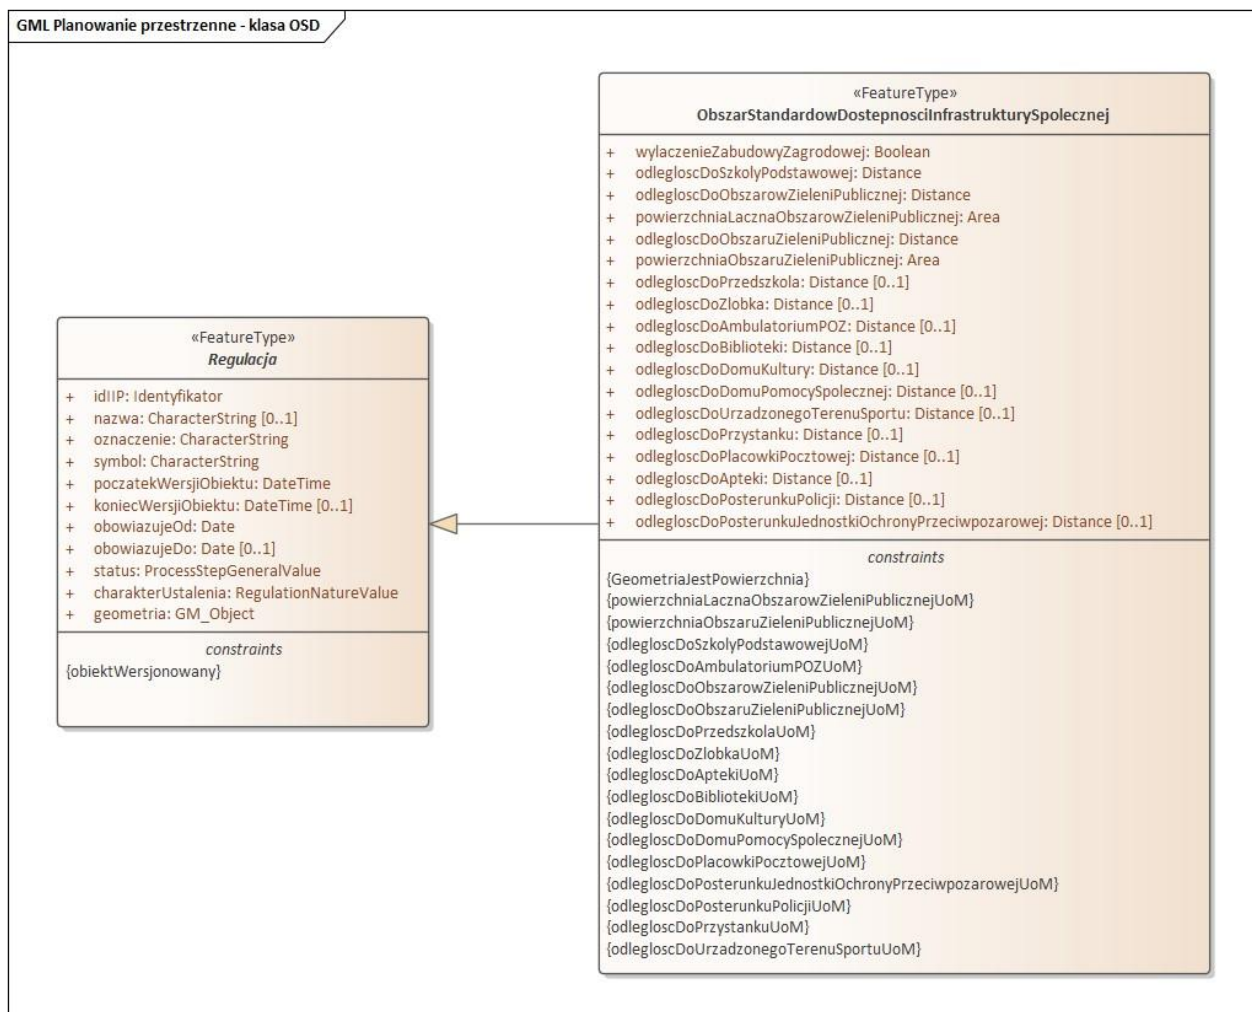 GML Planowanie przestrzenne - klasa OSD
«FeatureType»
Regulacja
+ idIIP: Identyfikator
+ nazwa: CharacterString [0..1]
+ oznaczenie: CharacterString
+ symbol: CharacterString
+ poczatekWersjiObiektu: DateTime
+ koniecWersjiObiektu: DateTime [0..1]
+ obowiazujeOd: Date
+ obowiazujeDo: Date [0..1]
+ status: ProcessStepGeneralValue
+ charakterUstalenia: RegulationNatureValue
+ geometria: GM_Object
constraints
{obiektWersjonowany}
«FeatureType»
ObszarStandardowDostepnosciInfrastrukturySpolecznej
+ wylaczenieZabudowyZagrodowej: Boolean
+ odlegloscDoSzkolyPodstawowej: Distance
+ odlegloscDoObszarowZieleniPublicznej: Distance
+ powierzchniaLacznaObszarowZieleniPublicznej: Area
+ odlegloscDoObszaruZieleniPublicznej: Distance
+ powierzchniaObszaruZieleniPublicznej: Area
+ odlegloscDoPrzedszkola: Distance [0..1]
+ odlegloscDoZlobka: Distance [0..1]
+ odlegloscDoAmbulatoriumPOZ: Distance [0..1]
+ odlegloscDoBiblioteki: Distance [0..1]
+ odlegloscDoDomuKultury: Distance [0..1]
+ odlegloscDoDomuPomocySpolecznej: Distance [0..1]
+ odlegloscDoUrzadzonegoTerenuSportu: Distance [0..1]
+ odlegloscDoPrzystanku: Distance [0..1]
+ odlegloscDoPlacowkiPocztowej: Distance [0..1]
+ odlegloscDoApteki: Distance [0..1]
+ odlegloscDoPosterunkuPolicji: Distance [0..1]
+ odlegloscDoPosterunkuJednostkiOchronyPrzeciwpozarowej: Distance [0..1]
constraints
{GeometriaJestPowierzchnia}
{powierzchniaLacznaObszarowZieleniPublicznejUoM}
{powierzchniaObszaruZieleniPublicznejUoM}
{odlegloscDoSzkolyPodstawowejUoM}
{odlegloscDoAmbulatoriumPOZUoM}
{odlegloscDoObszarowZieleniPublicznejUoM}
{odlegloscDoObszaruZieleniPublicznejUoM}
{odlegloscDoPrzedszkolaUoM}
{odlegloscDoZlobkaUoM}
{odlegloscDoAptekiUoM}
{odlegloscDoBibliotekiUoM}
{odlegloscDoDomuKulturyUoM}
{odlegloscDoDomuPomocySpolecznejUoM}
{odlegloscDoPlacowkiPocztowejUoM}
{odlegloscDoPosterunkuJednostkiOchronyPrzeciwpozarowejUoM}
{odlegloscDoPosterunkuPolicjiUoM}
{odlegloscDoPrzystankuUoM}
{odlegloscDoUrzadzonegoTerenuSportuUoM}